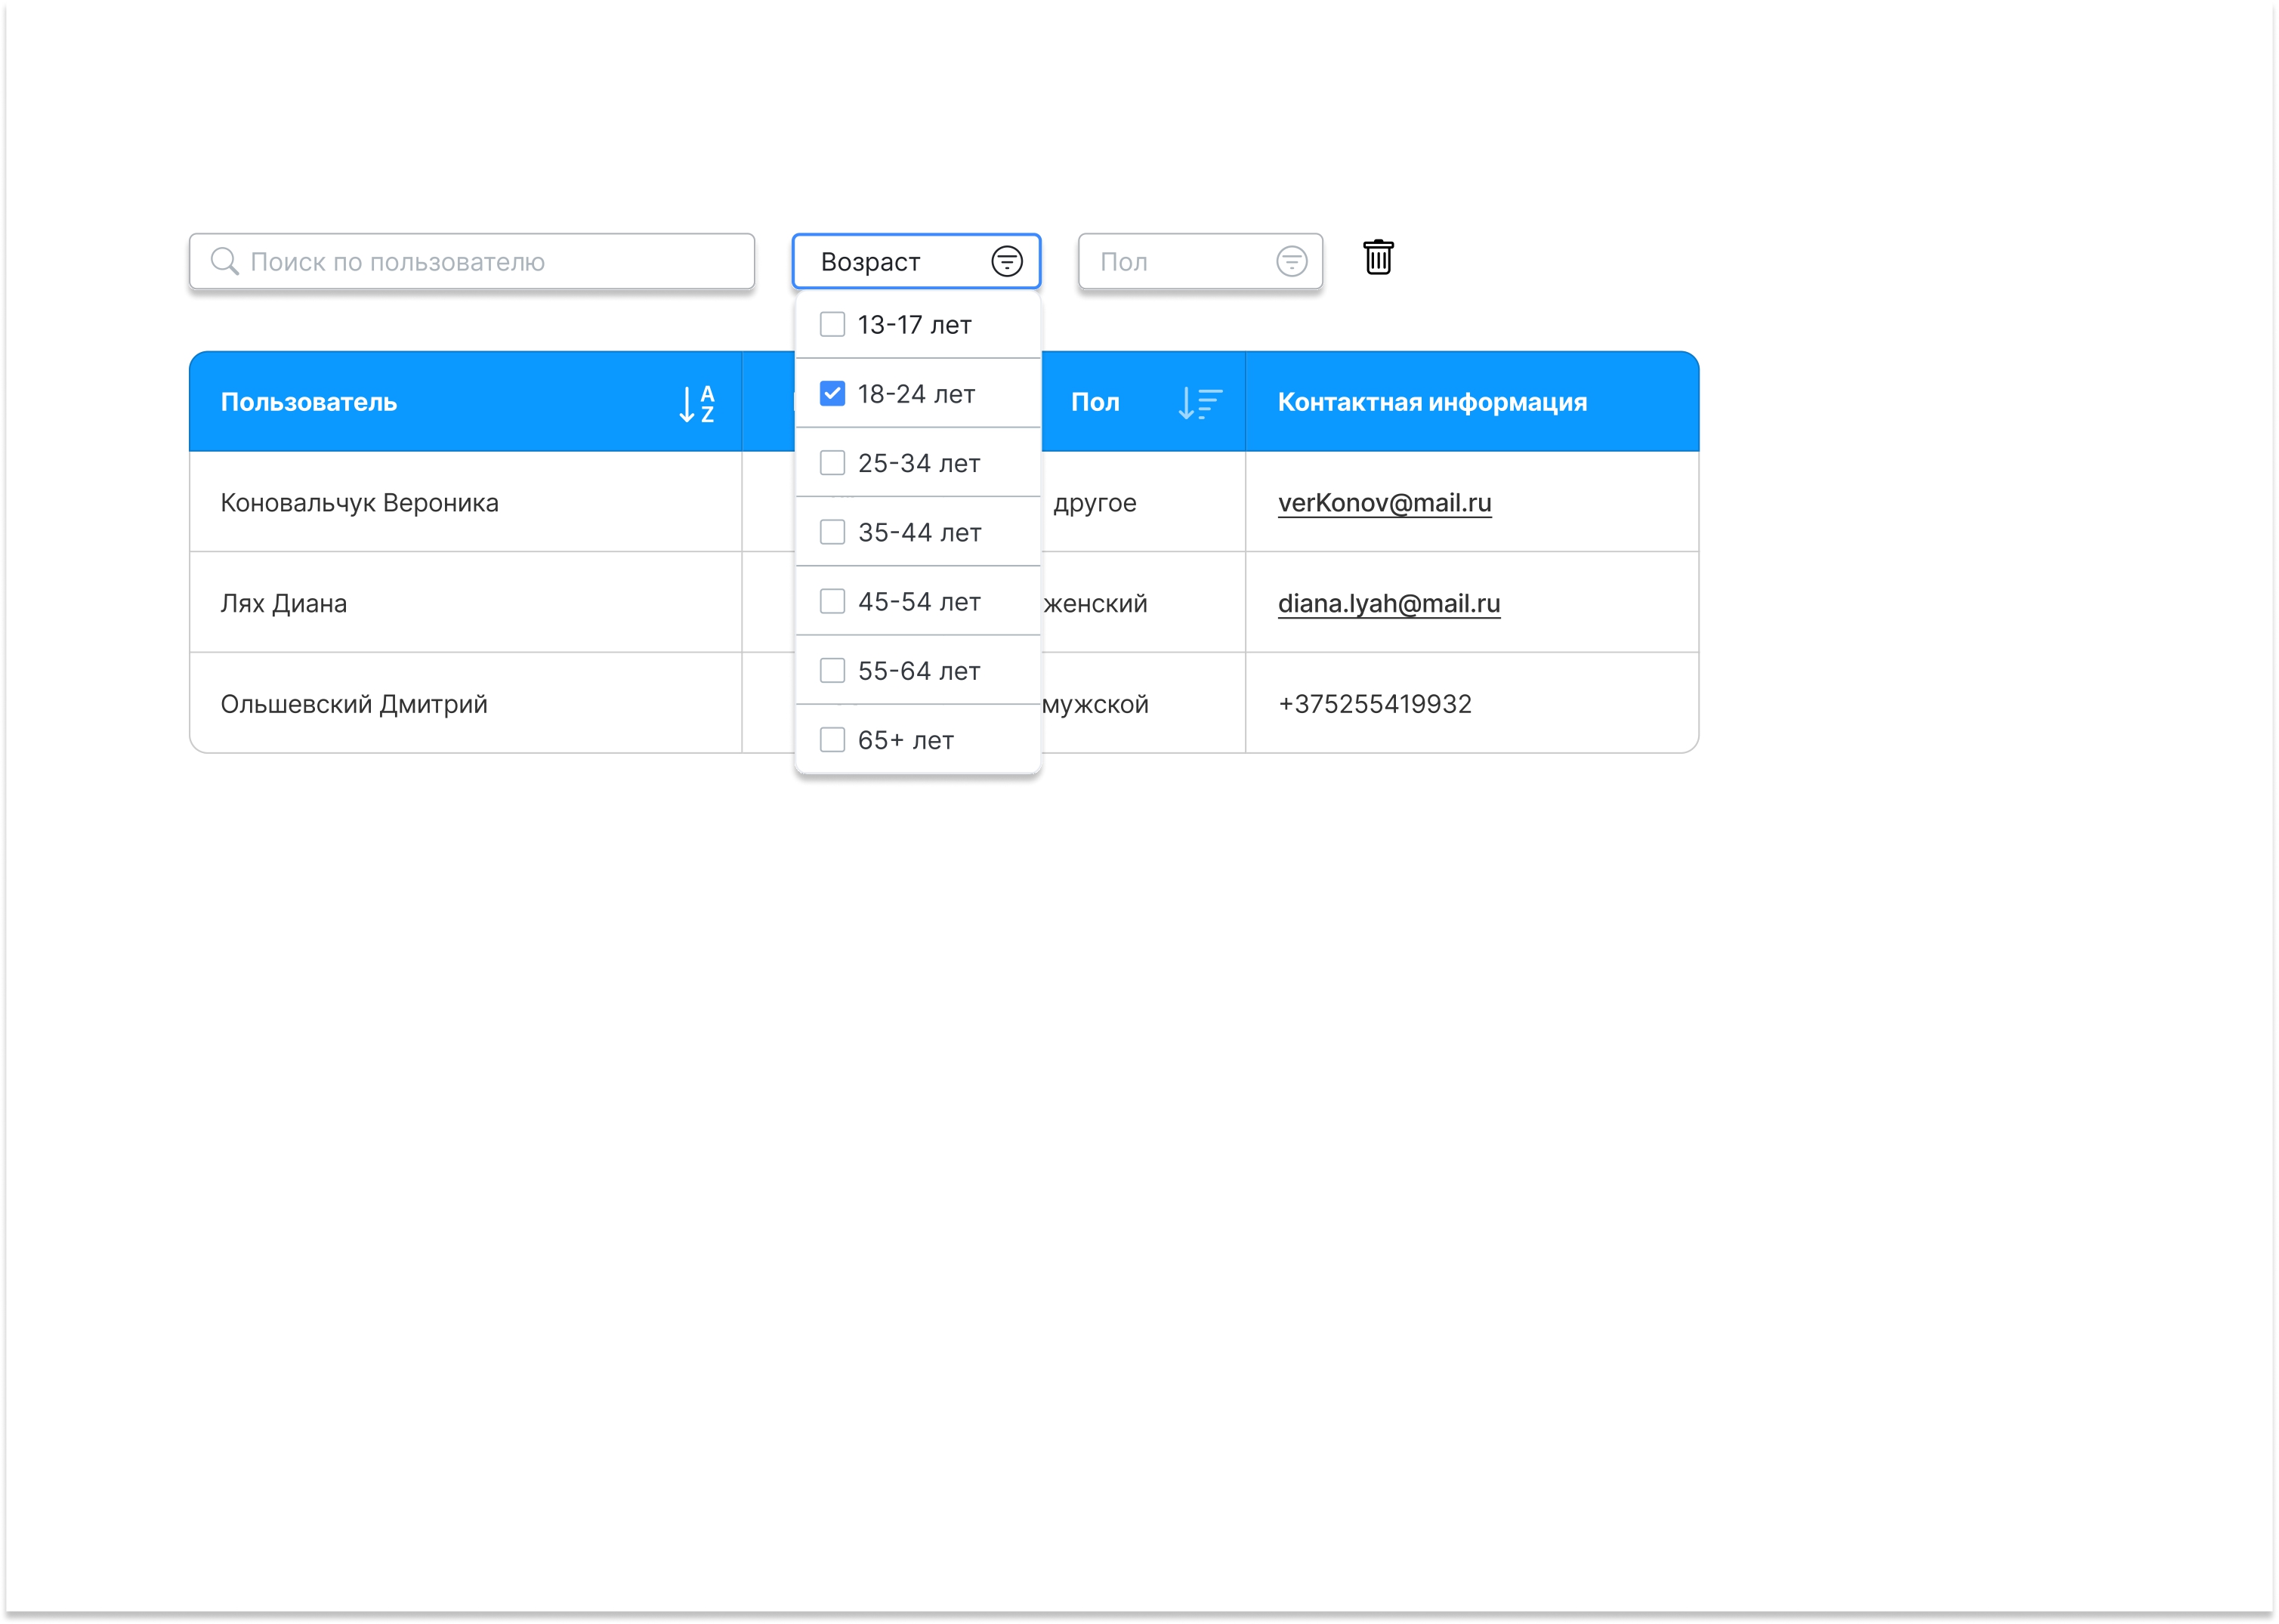 Поиск по пользователю
Возраст
Пол
13-17 лет
18-24 лет
25-34 лет
35-44 лет
45-54 лет
55-64 лет
65+ лет
Пользователь A Z Пол Контактная информация
Коновальчук Вероника другое verKonov@mail.ru
Лях Диана женский diana.lyah@mail.ru
Ольшевский Дмитрий мужской +375255419932